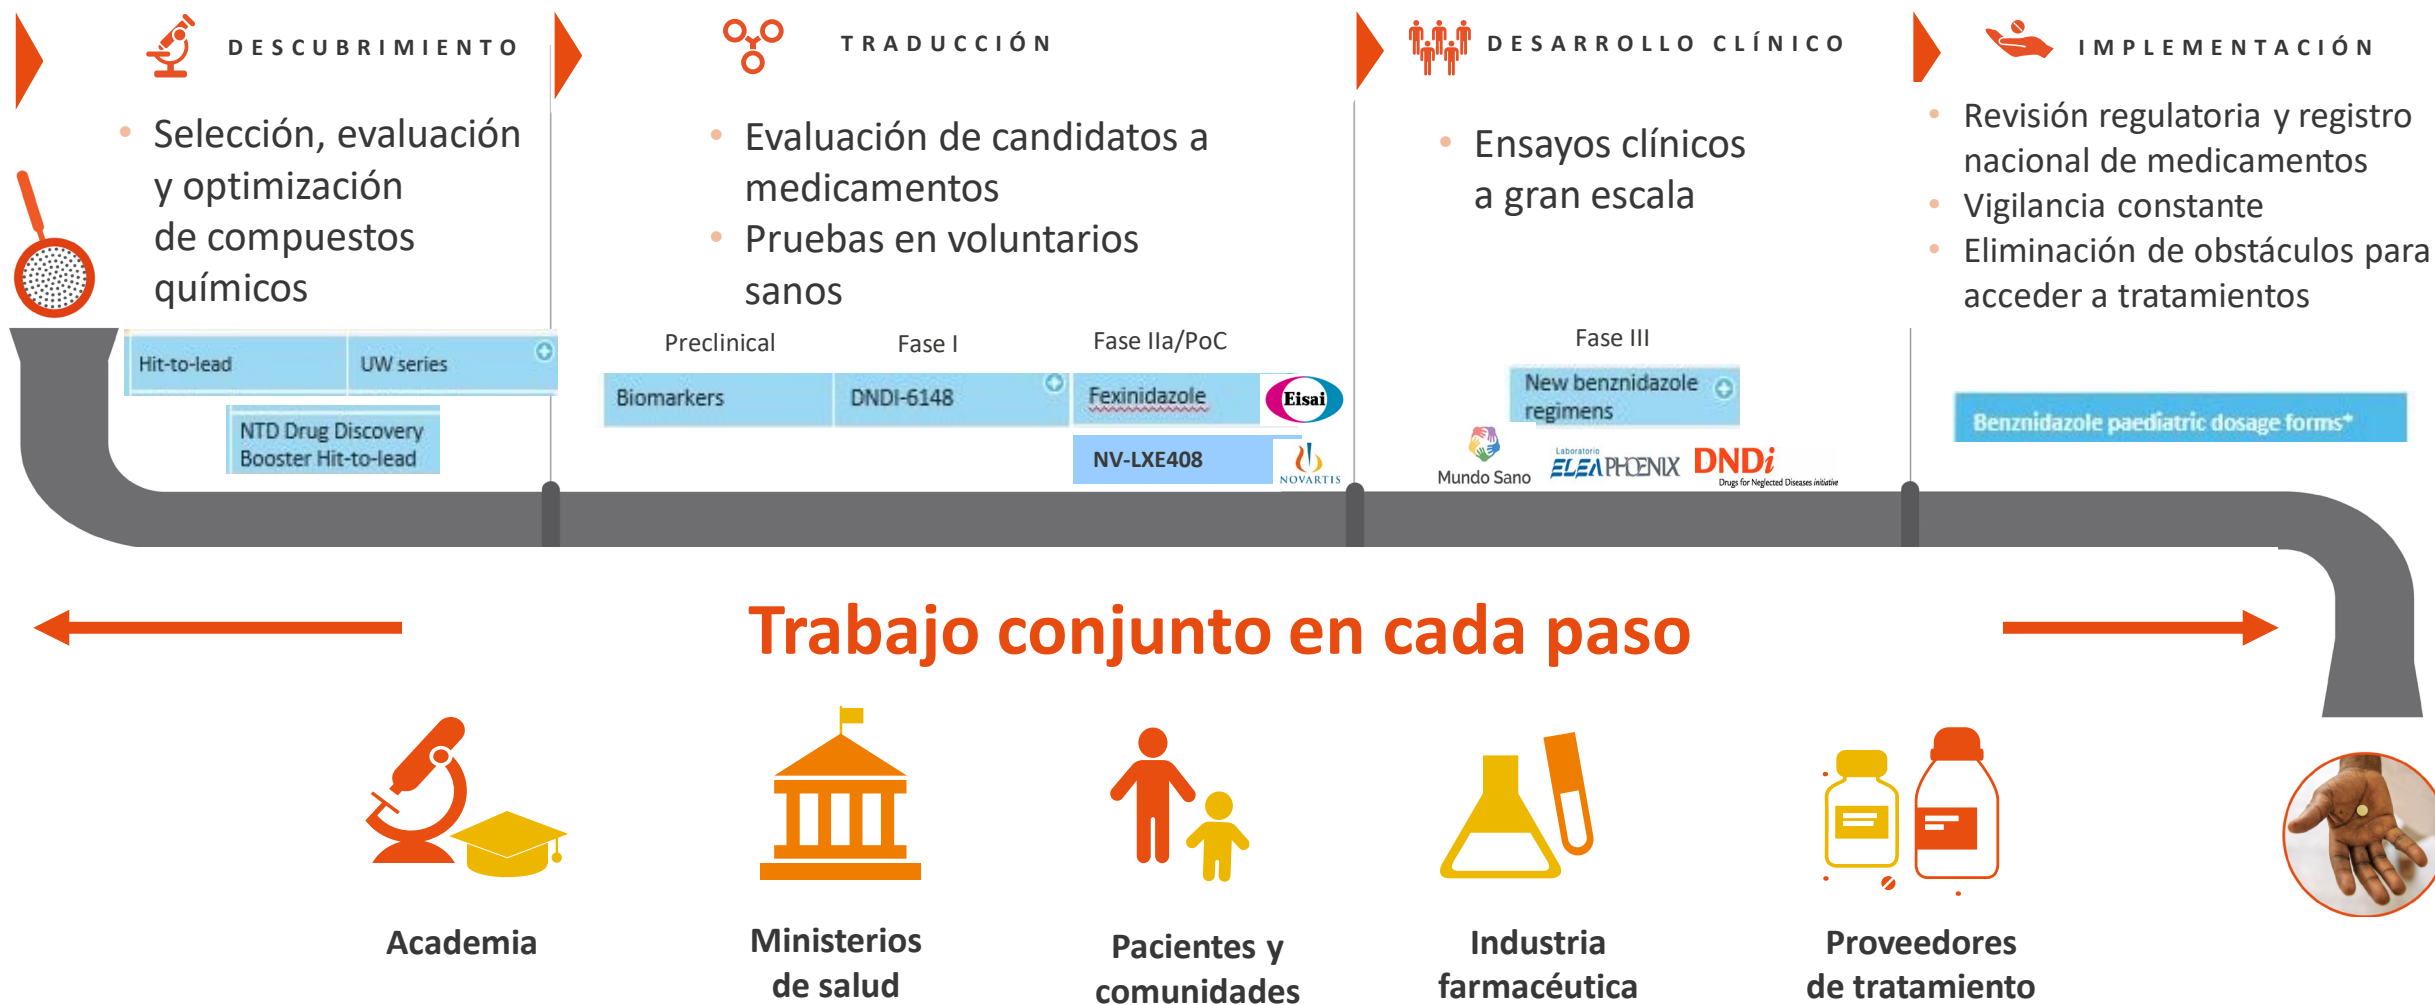 DESCUBRIMIENTO
• Selección, evaluación
y optimización
de compuestos
químicos
Hit-to-lead
UW series
NTD Drug Discovery
Booster Hit-to-lead
TRADUCCIÓN
• Evaluación de candidatos a
medicamentos
• Pruebas en voluntarios
sanos
Preclinical
Fase I
Fase IIa/PoC
Biomarkers
DNDI-6148
Fexinidazole
Eisai
NV-LXE408
NOVARTIS
DESARROLLO CLÍNICO
• Ensayos clínicos
a gran escala
Fase III
New benznidazole
regimens
Mundo Sano
Laboratorio
ELEA PHOENIX
DNDi
Drugs for Neglected Diseases initiative
IMPLEMENTACIÓN
• Revisión regulatoria y registro
nacional de medicamentos
• Vigilancia constante
• Eliminación de obstáculos para
acceder a tratamientos
Benznidazole paediatric dosage forms+
Trabajo conjunto en cada paso
Academia
Ministerios
de salud
Pacientes y
comunidades
Industria
farmacéutica
Proveedores
de tratamiento